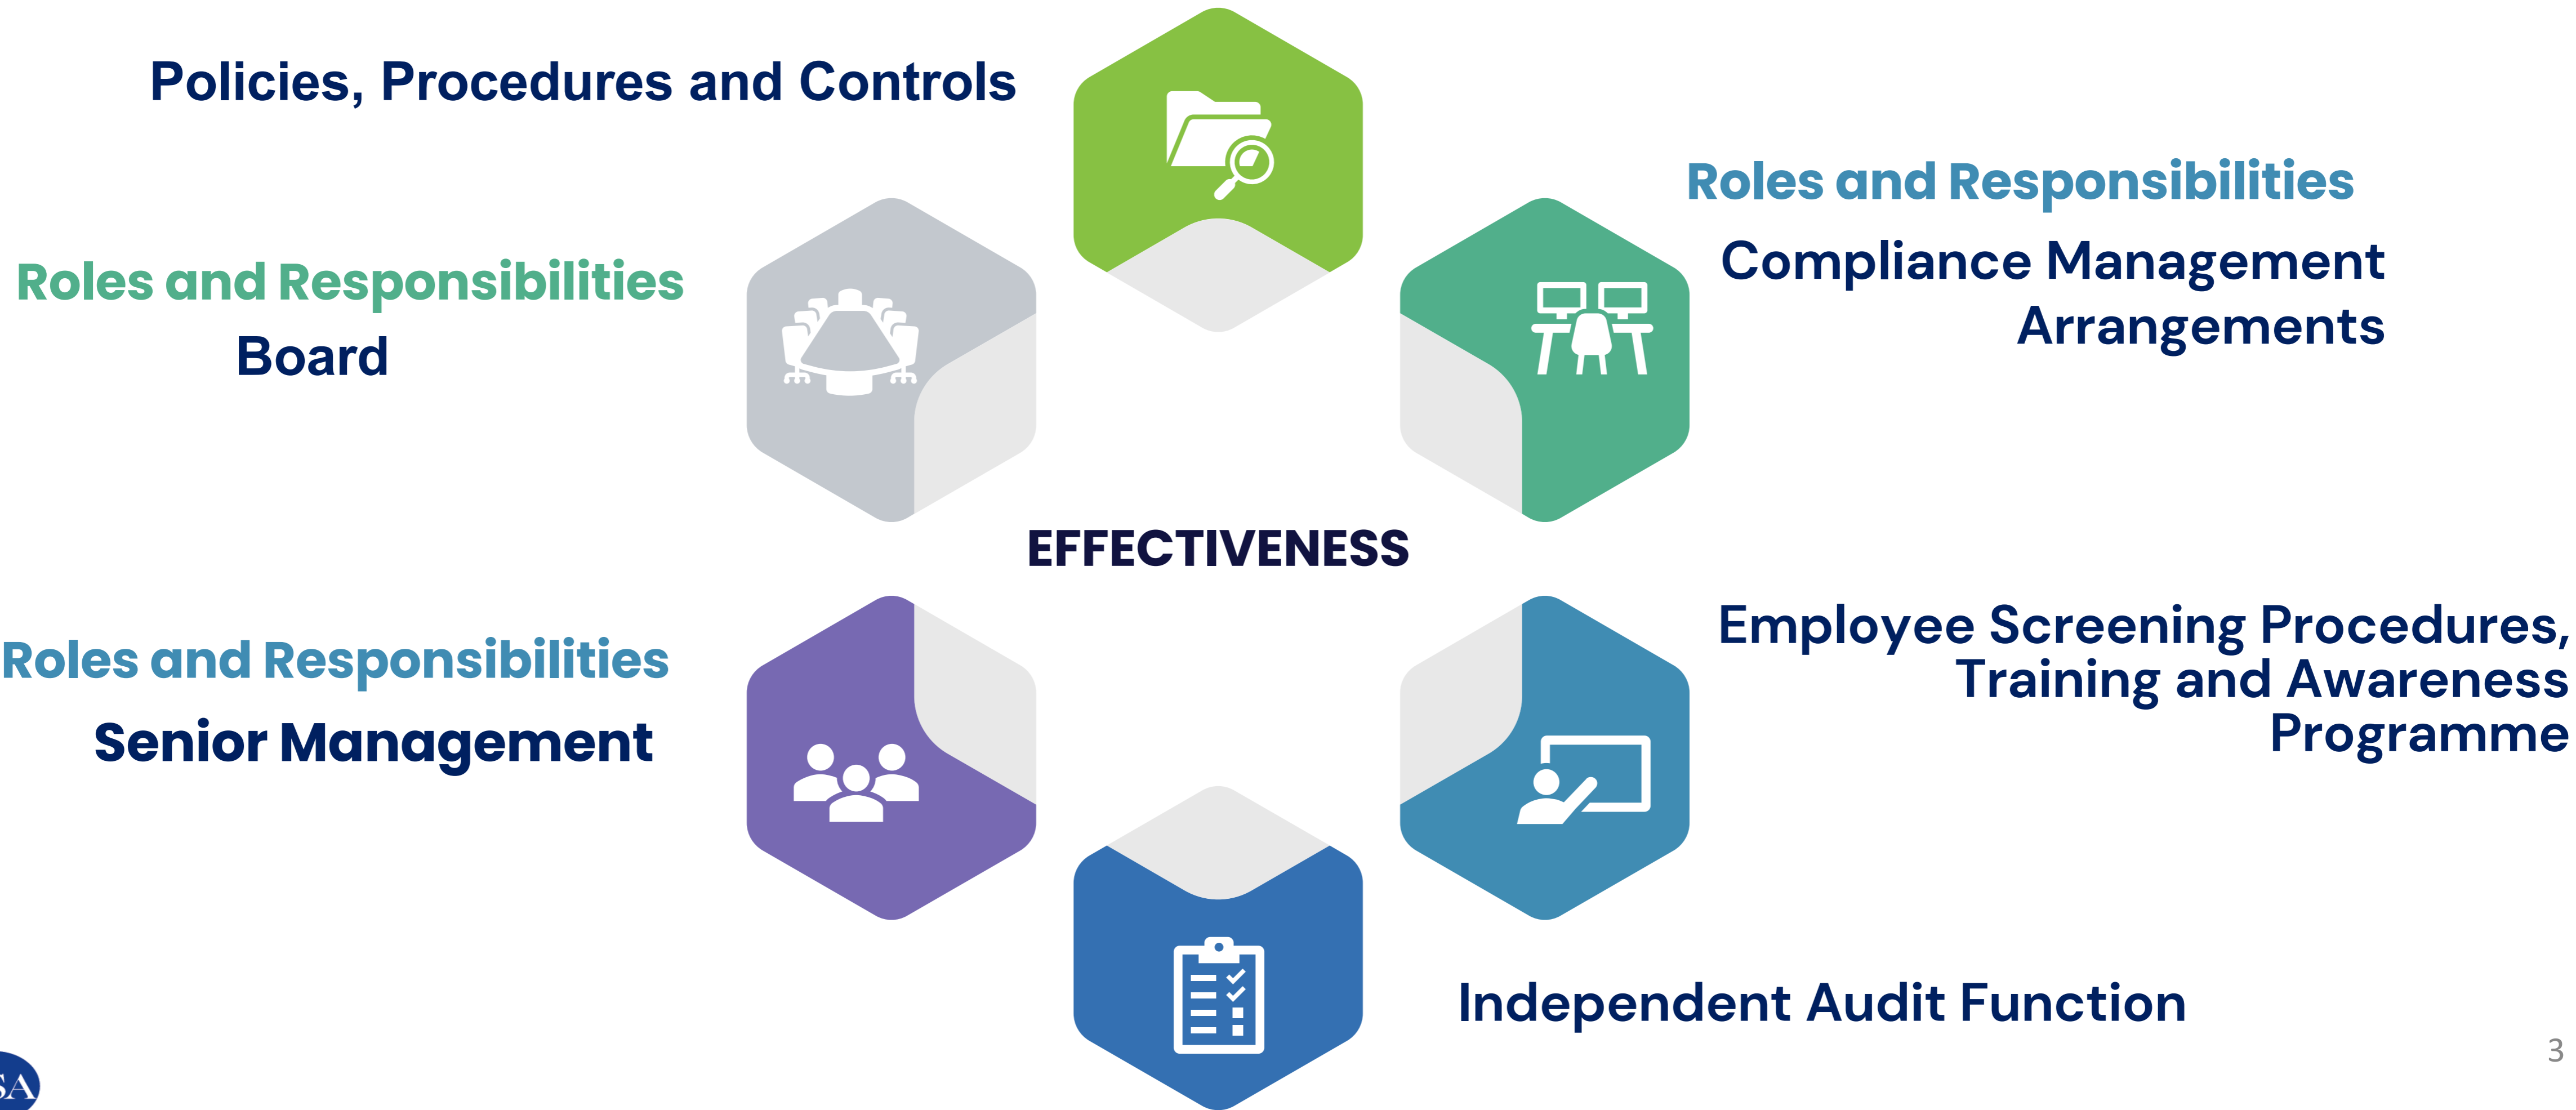 Policies, Procedures and Controls
Roles and Responsibilities
Compliance Management
Arrangements
Roles and Responsibilities
Board
EFFECTIVENESS
Employee Screening Procedures,
Training and Awareness
Programme
Roles and Responsibilities
Senior Management
Independent Audit Function
3